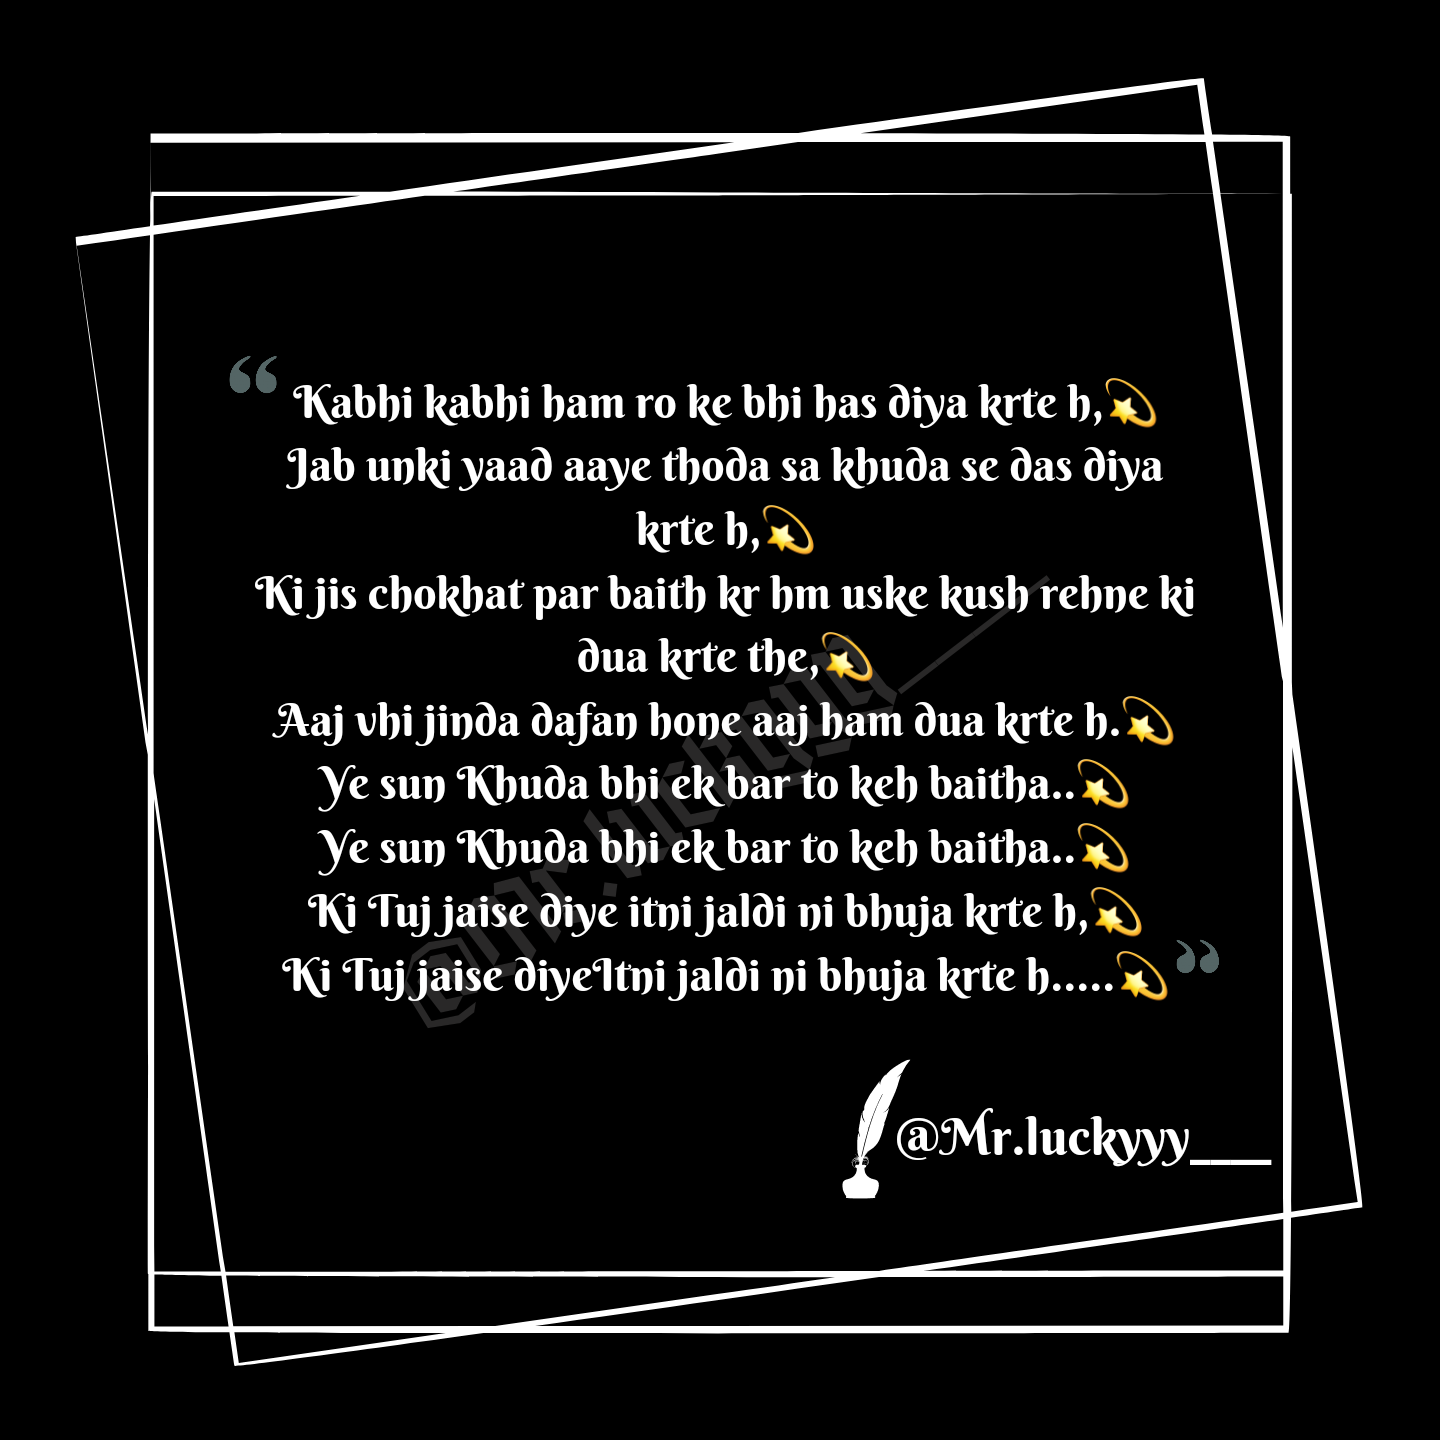 “ Kabhi kabhi ham ro ke bhi has diya krte h,💫
Jab unki yaad aaye thoda sa khuda se das diya
krte h,💫
Ki jis chokhat par baith kr hm uske kush rehne ki
dua krte the,💫
Aaj vhi jinda dafan hone aaj ham dua krte h.💫
Ye sun Khuda bhi ek bar to keh baitha..💫
Ye sun Khuda bhi ek bar to keh baitha..💫
Ki Tuj jaise diye itni jaldi ni bhuja krte h,💫
Ki Tuj jaise diyeItni jaldi ni bhuja krte h.....💫 ”
@mr.luckyyy___
@Mr.luckyyy___